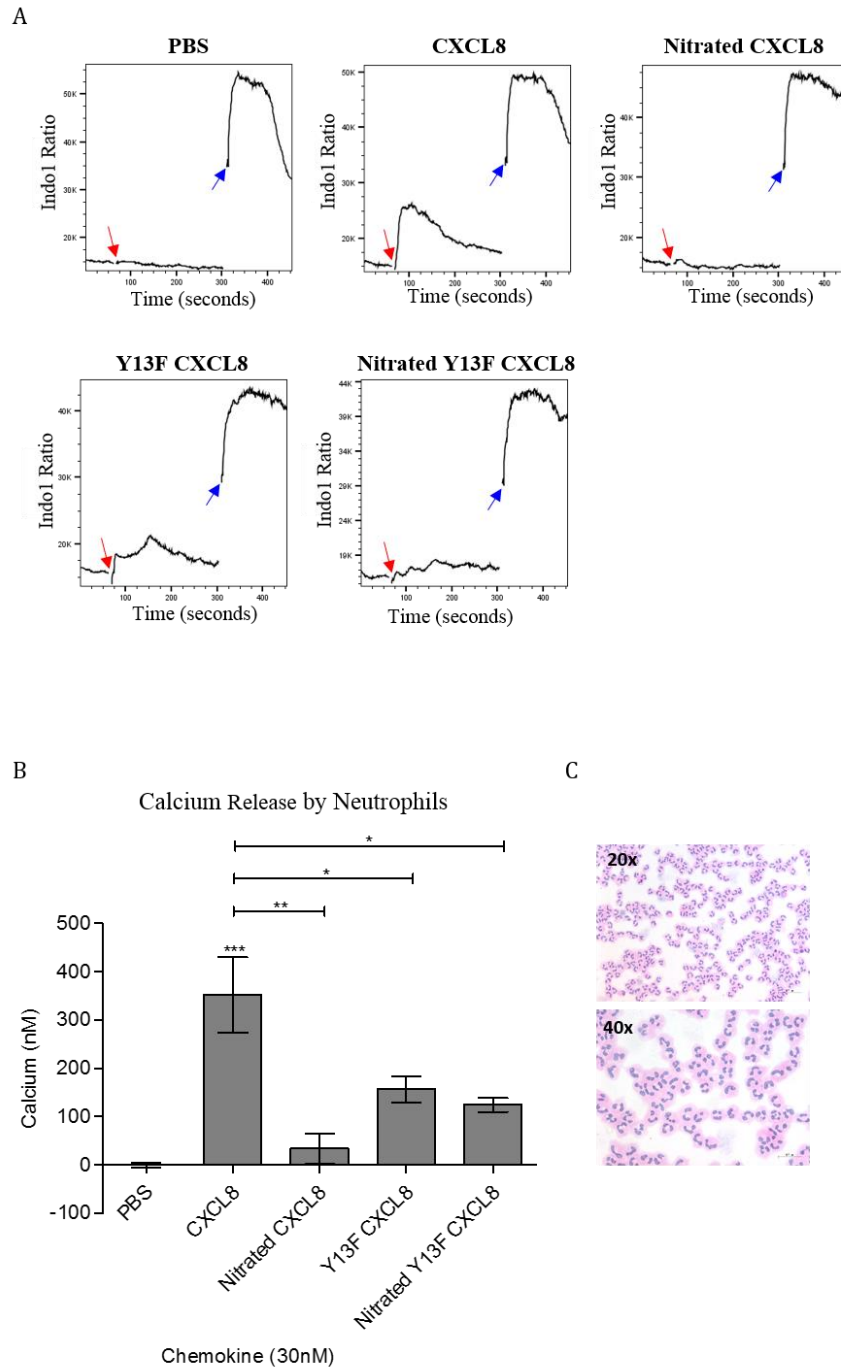 A
PBS
CXCL8
Nitrated CXCL8
Indo1 Ratio
50K
40K
30K
20K
100 200 300 400
Time (seconds)
Indo1 Ratio
50K
40K
30K
20K
100 200 300 400
Time (seconds)
Indo1 Ratio
40K
30K
20K
100 200 300 400
Time (seconds)
Y13F CXCL8
Nitrated Y13F CXCL8
Indo1 Ratio
40K
30K
20K
100 200 300 400
Time (seconds)
Indo1 Ratio
44K
39K
34K
29K
24K
19K
100 200 300 400
Time (seconds)
B
C
Calcium Release by Neutrophils
*
*
**
***
Calcium (nM)
500
400
300
200
100
0
-100
PBS
CXCL8
Nitrated CXCL8
Y13F CXCL8
Nitrated Y13F CXCL8
Chemokine (30nM)
20x
40x